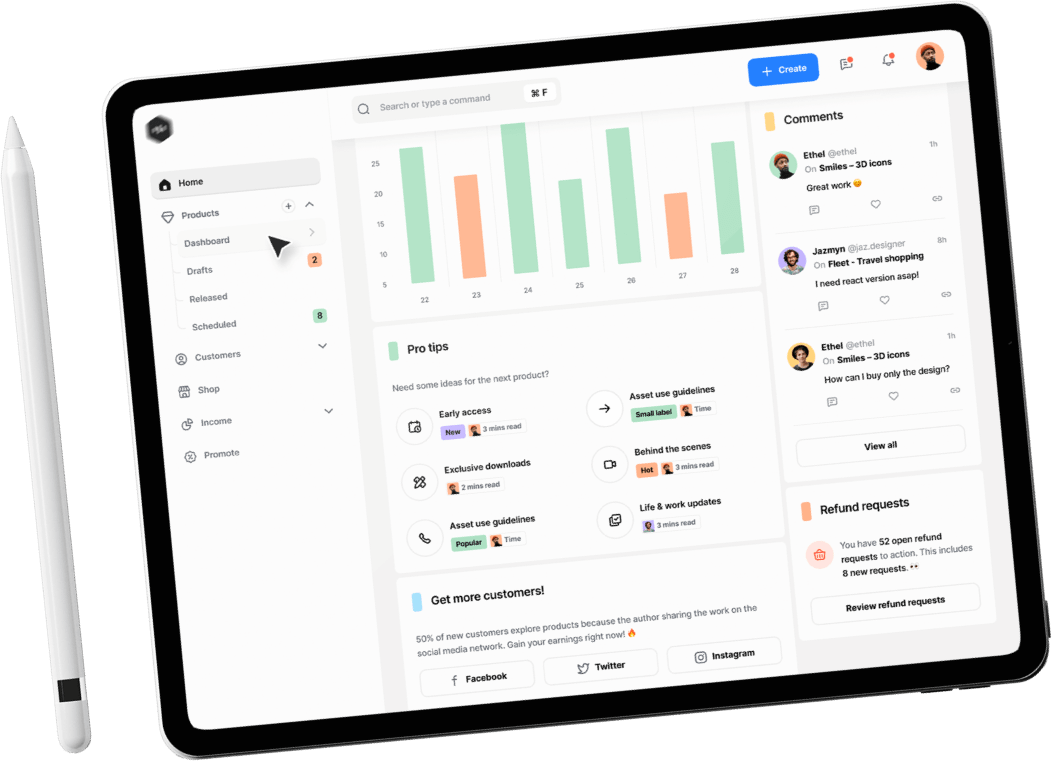 Search or type a command
⌘ F
+ Create
Home
Products
Dashboard
Drafts
2
Released
Scheduled
8
Customers
Shop
Income
Promote
25
20
15
10
5
22
23
24
25
26
27
28
Pro tips
Need some ideas for the next product?
Early access
New
3 mins read
Asset use guidelines
Small label
Time
Exclusive downloads
2 mins read
Behind the scenes
Hot
3 mins read
Asset use guidelines
Popular
Time
Life & work updates
3 mins read
Get more customers!
50% of new customers explore products because the author sharing the work on the
social media network. Gain your earnings right now! 🔥
Facebook
Twitter
Instagram
Comments
Ethel @ethel
1h
On Smiles – 3D icons
Great work 😍
Jazmyn @jaz.designer
8h
On Fleet - Travel shopping
I need react version asap!
Ethel @ethel
1h
On Smiles – 3D icons
How can I buy only the design?
View all
Refund requests
You have 52 open refund
requests to action. This includes
8 new requests. 👀
Review refund requests